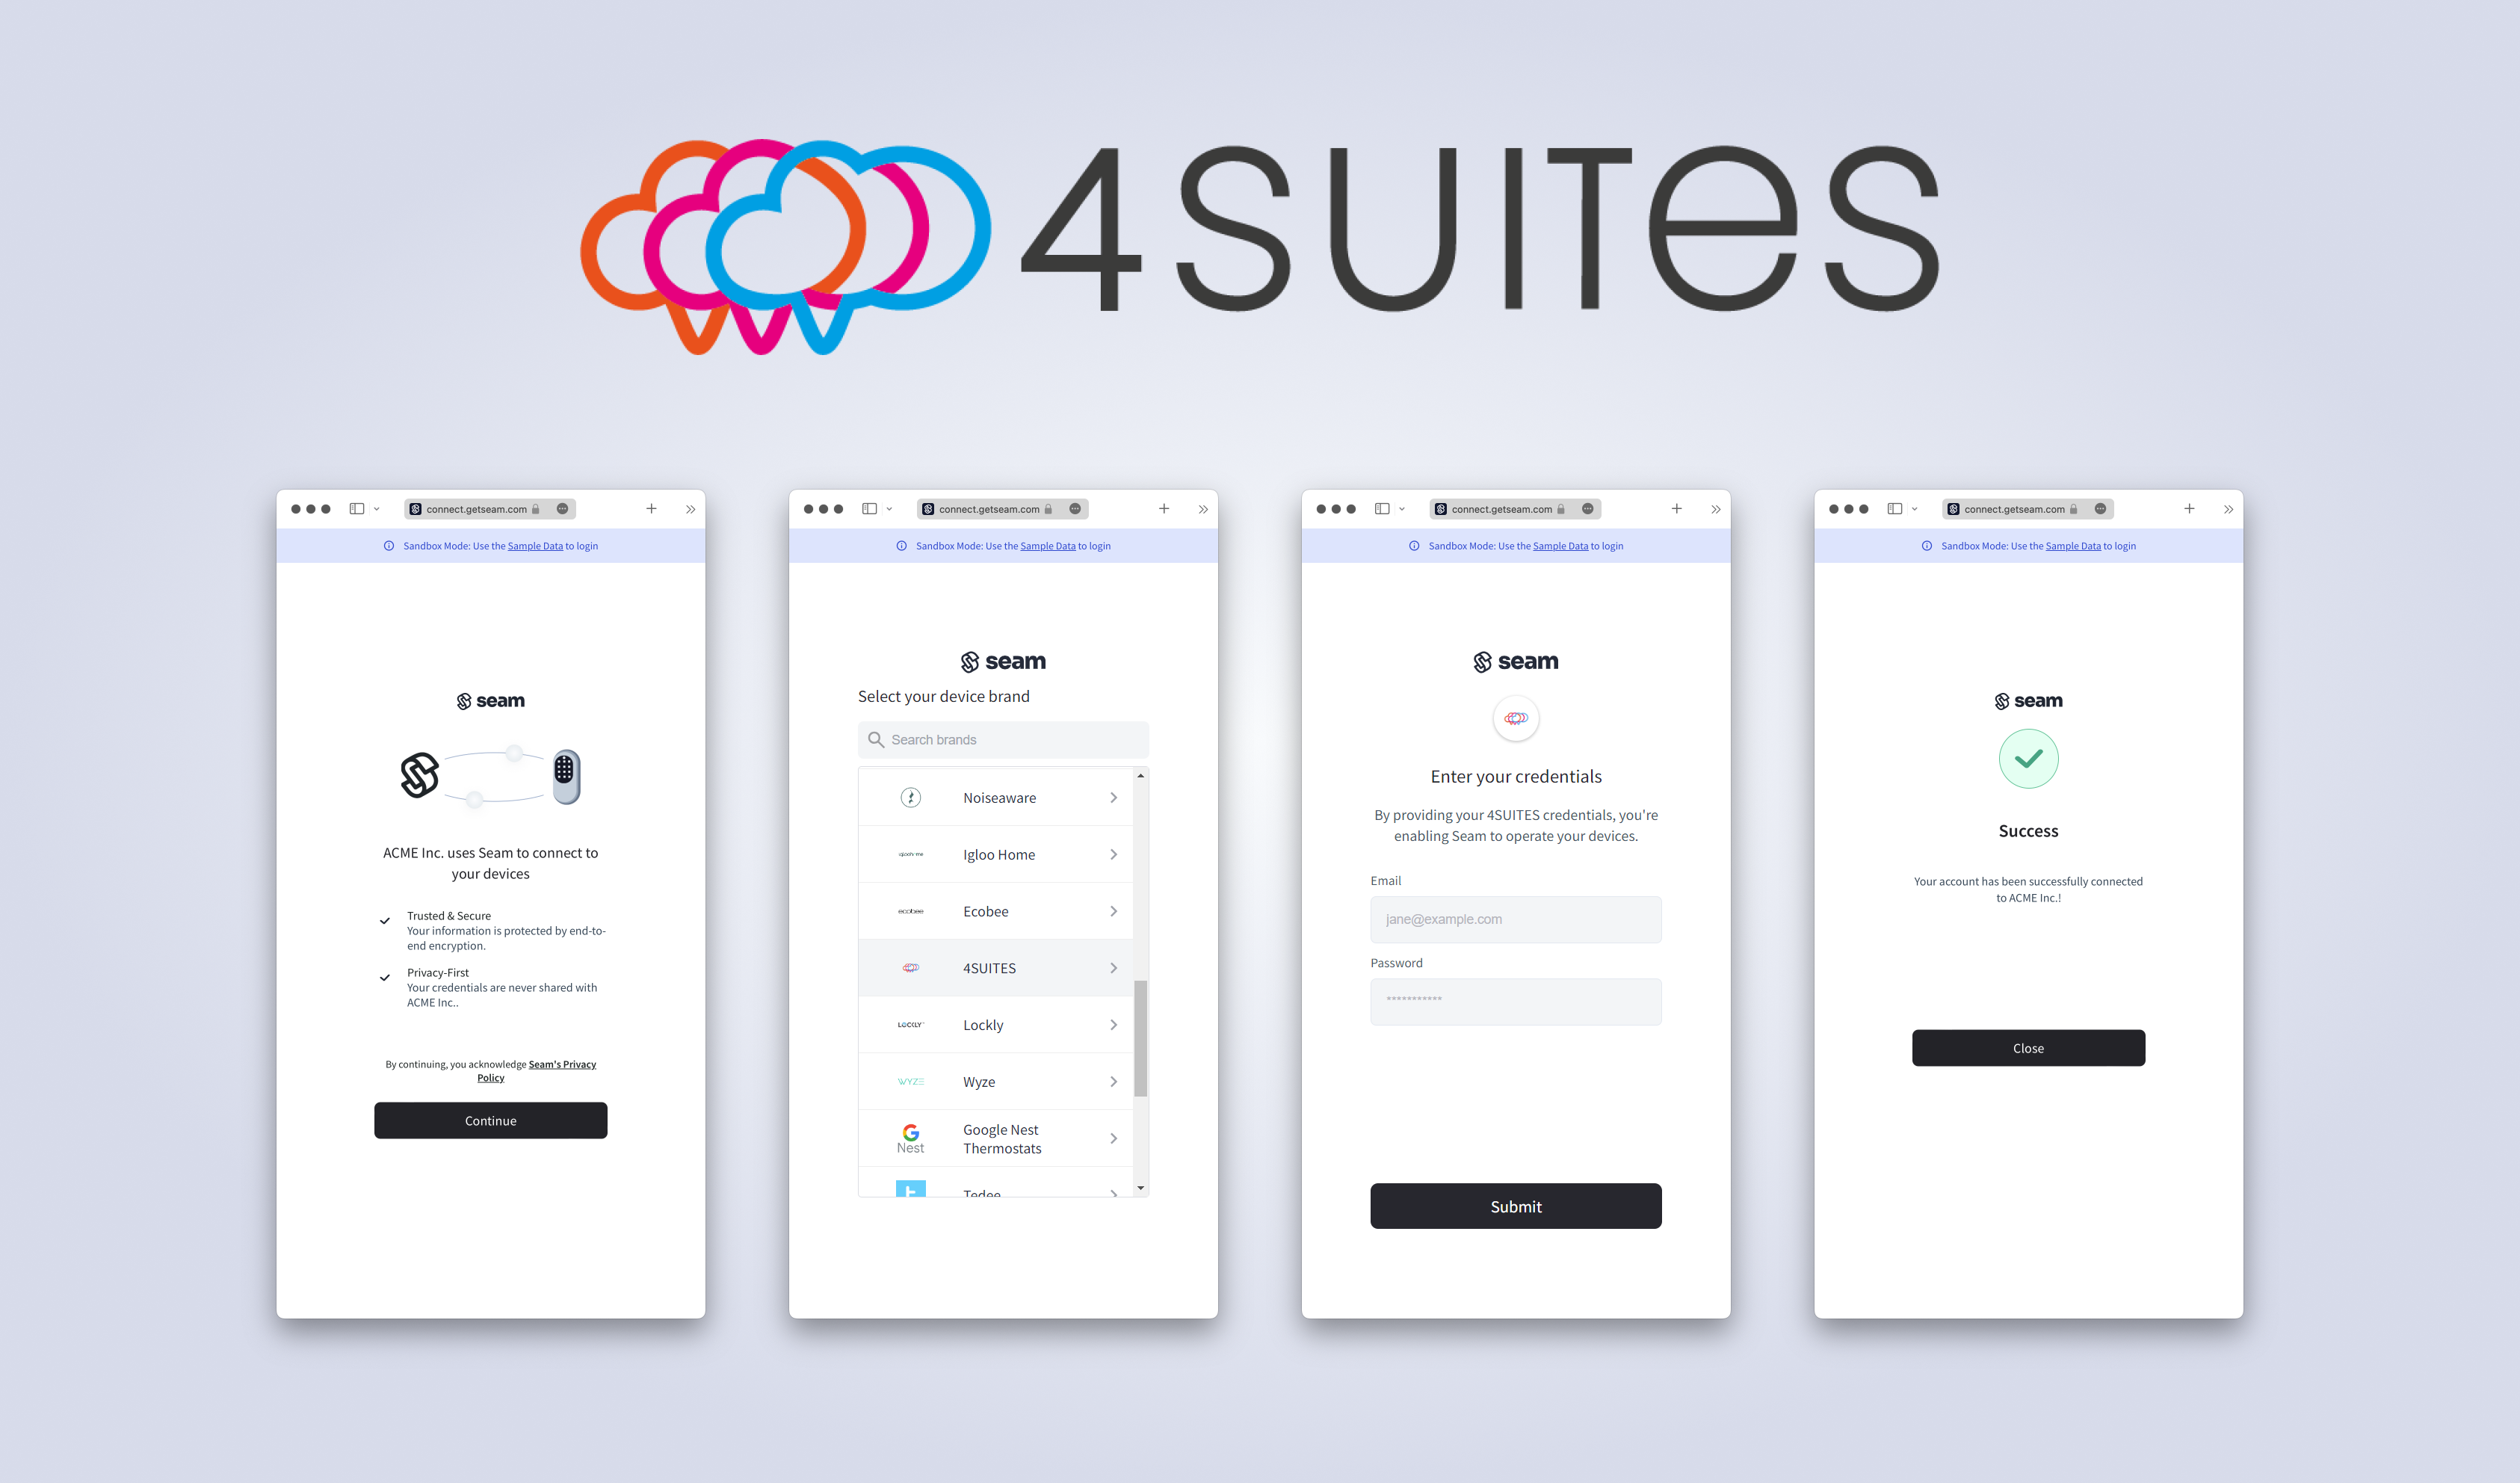 4SUITES
connect.getseam.com
Sandbox Mode: Use the Sample Data to login
seam
ACME Inc. uses Seam to connect to
your devices
Trusted & Secure
Your information is protected by end-to-
end encryption.
Privacy-First
Your credentials are never shared with
ACME Inc..
By continuing, you acknowledge Seam's Privacy
Policy
Continue
connect.getseam.com
Sandbox Mode: Use the Sample Data to login
seam
Select your device brand
Search brands
Noiseaware
igloohome
Igloo Home
ecobee
Ecobee
4SUITES
LOCKLY
Lockly
WYZE
Wyze
G
Nest
Google Nest
Thermostats
t
Tedee
connect.getseam.com
Sandbox Mode: Use the Sample Data to login
seam
Enter your credentials
By providing your 4SUITES credentials, you're
enabling Seam to operate your devices.
Email
jane@example.com
Password
***********
Submit
connect.getseam.com
Sandbox Mode: Use the Sample Data to login
seam
Success
Your account has been successfully connected
to ACME Inc.!
Close